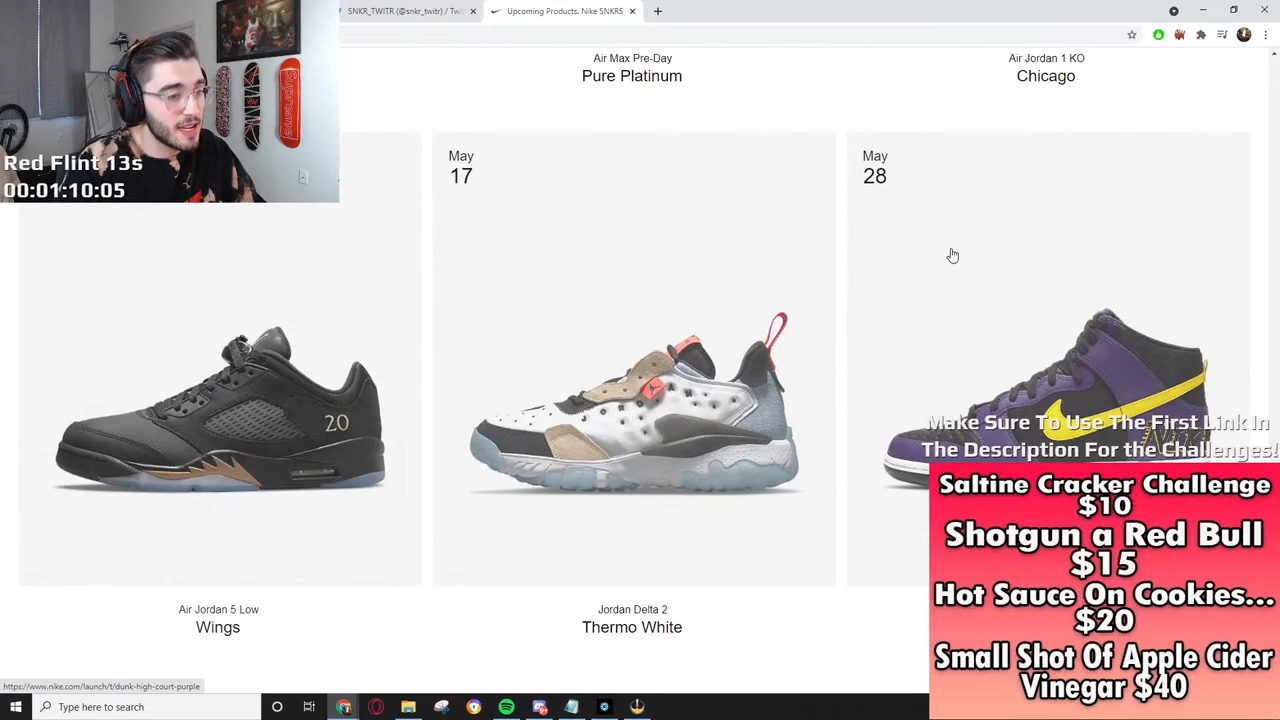 SNKR_TWITR (@snkr_twitr) / Twit
Upcoming Products. Nike SNKRS
Air Max Pre-Day
Pure Platinum
Air Jordan 1 KO
Chicago
Supreme
Red Flint 13s
00:01:10:05
May
17
May
28
20
Make Sure To Use The First Link In
The Description For the Challenges!
Saltine Cracker Challenge
$10
Shotgun a Red Bull
$15
Hot Sauce On Cookies...
$20
Small Shot Of Apple Cider
Vinegar $40
Air Jordan 5 Low
Wings
Jordan Delta 2
Thermo White
https://www.nike.com/launch/t/dunk-high-court-purple
Type here to search